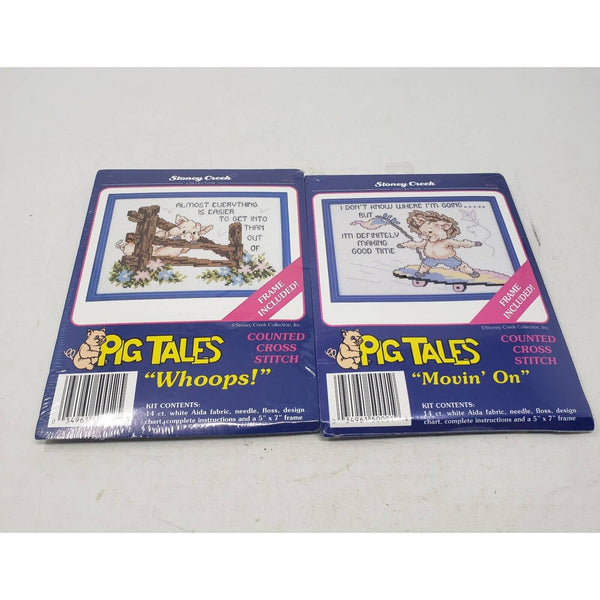 Stoney Creek
COLLECTION
ALMOST EVERYTHING
IS EASIER
TO GET INTO
THAN
OUT
OF
FRAME
INCLUDED!
©Stoney Creek Collection, Inc.
PIG TALES
COUNTED
CROSS
STITCH
"Whoops!"
KIT CONTENTS:
14 ct. white Aida fabric, needle, floss, design
chart, complete instructions and a 5" x 7" frame
Stoney Creek
COLLECTION
I DON'T KNOW WHERE I'M GOING.....
BUT
I'M DEFINITELY
MAKING
GOOD TIME
FRAME
INCLUDED!
©Stoney Creek Collection, Inc.
PIG TALES
COUNTED
CROSS
STITCH
"Movin' On"
KIT CONTENTS:
14 ct. white Aida fabric, needle, floss, design
chart, complete instructions and a 5" x 7" frame